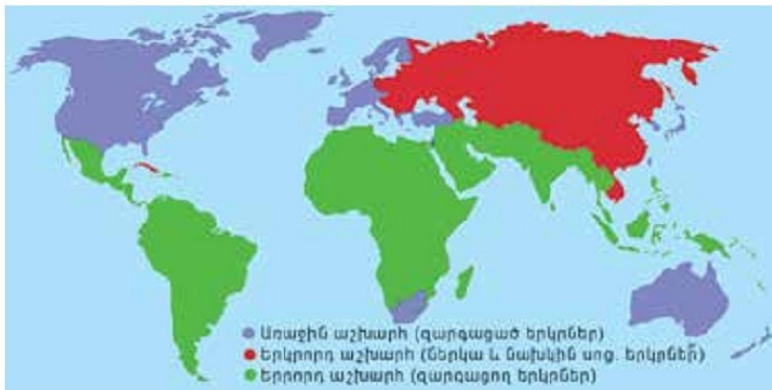 Առաջին աշխարհ (զարգացած երկրներ)
Երկրորդ աշխարհ (ներկա և նախկին սոց. երկրներ)
Երրորդ աշխարհ (զարգացող երկրներ)